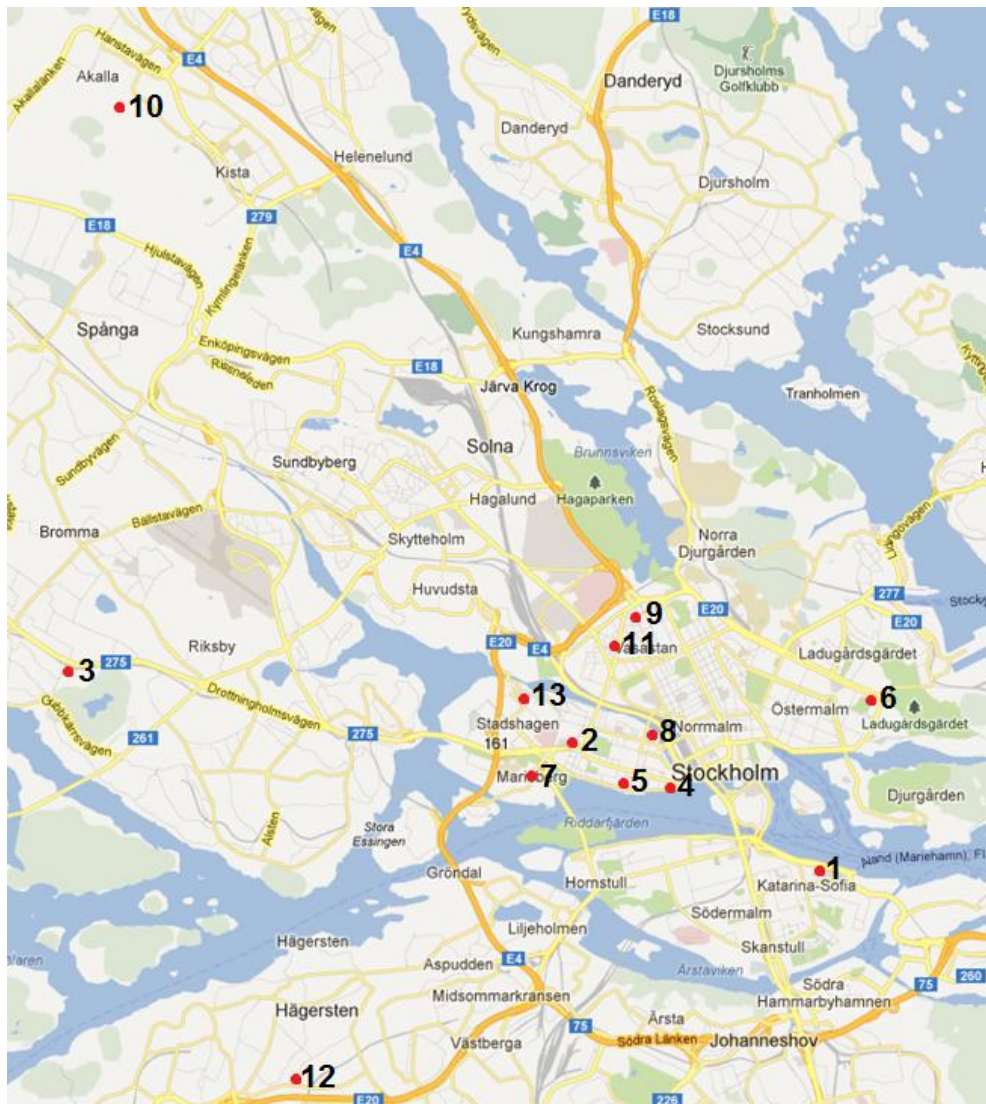 E18
Hanstavägen
E4
Akallalänken
Akalla
10
Danderyd
Djursholms
Golfklubb
Danderyd
Helenelund
Kista
Djursholm
279
E18
E4
Hjulstavägen
Kymlingelänken
Spånga
Kungshamra
Stocksund
Enköpingsvägen
E18
Järva Krog
Roslagsvägen
Tranholmen
Solna
Brunnsviken
Sundbyvägen
Sundbyberg
Hagalund
Hagaparken
Bromma
Bällstavägen
Skytteholm
Norra
Djurgården
Huvudsta
277
E20
9
E20
E20
E4
11
Vasastan
Riksby
Ladugårdsgärdet
3
275
13
6
Drottningholmsvägen
Östermalm
Ladugårdsgärdet
Stadshagen
8
Norrmalm
261
275
161
2
Stockholm
7
5
4
Djurgården
Riddarfjärden
Stora
Essingen
Ålsten
1
Gröndal
Hornstull
Katarina-Sofia
Södermalm
Liljeholmen
Hägersten
Skanstull
E4
Aspudden
Årstaviken
260
75
Södra
Hammarbyhamnen
Midsommarkransen
Hägersten
75
Årsta
Södra Länken
Johanneshov
Västberga
12
E20
226